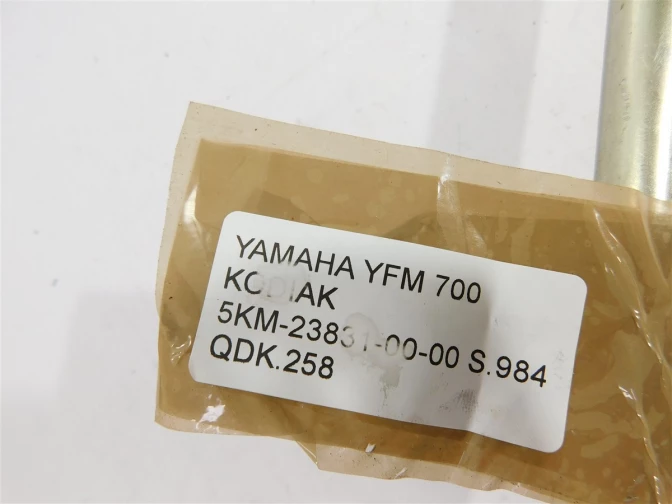 YAMAHA YFM 700
KODIAK
5KM-23831-00-00 S.984
QDK.258